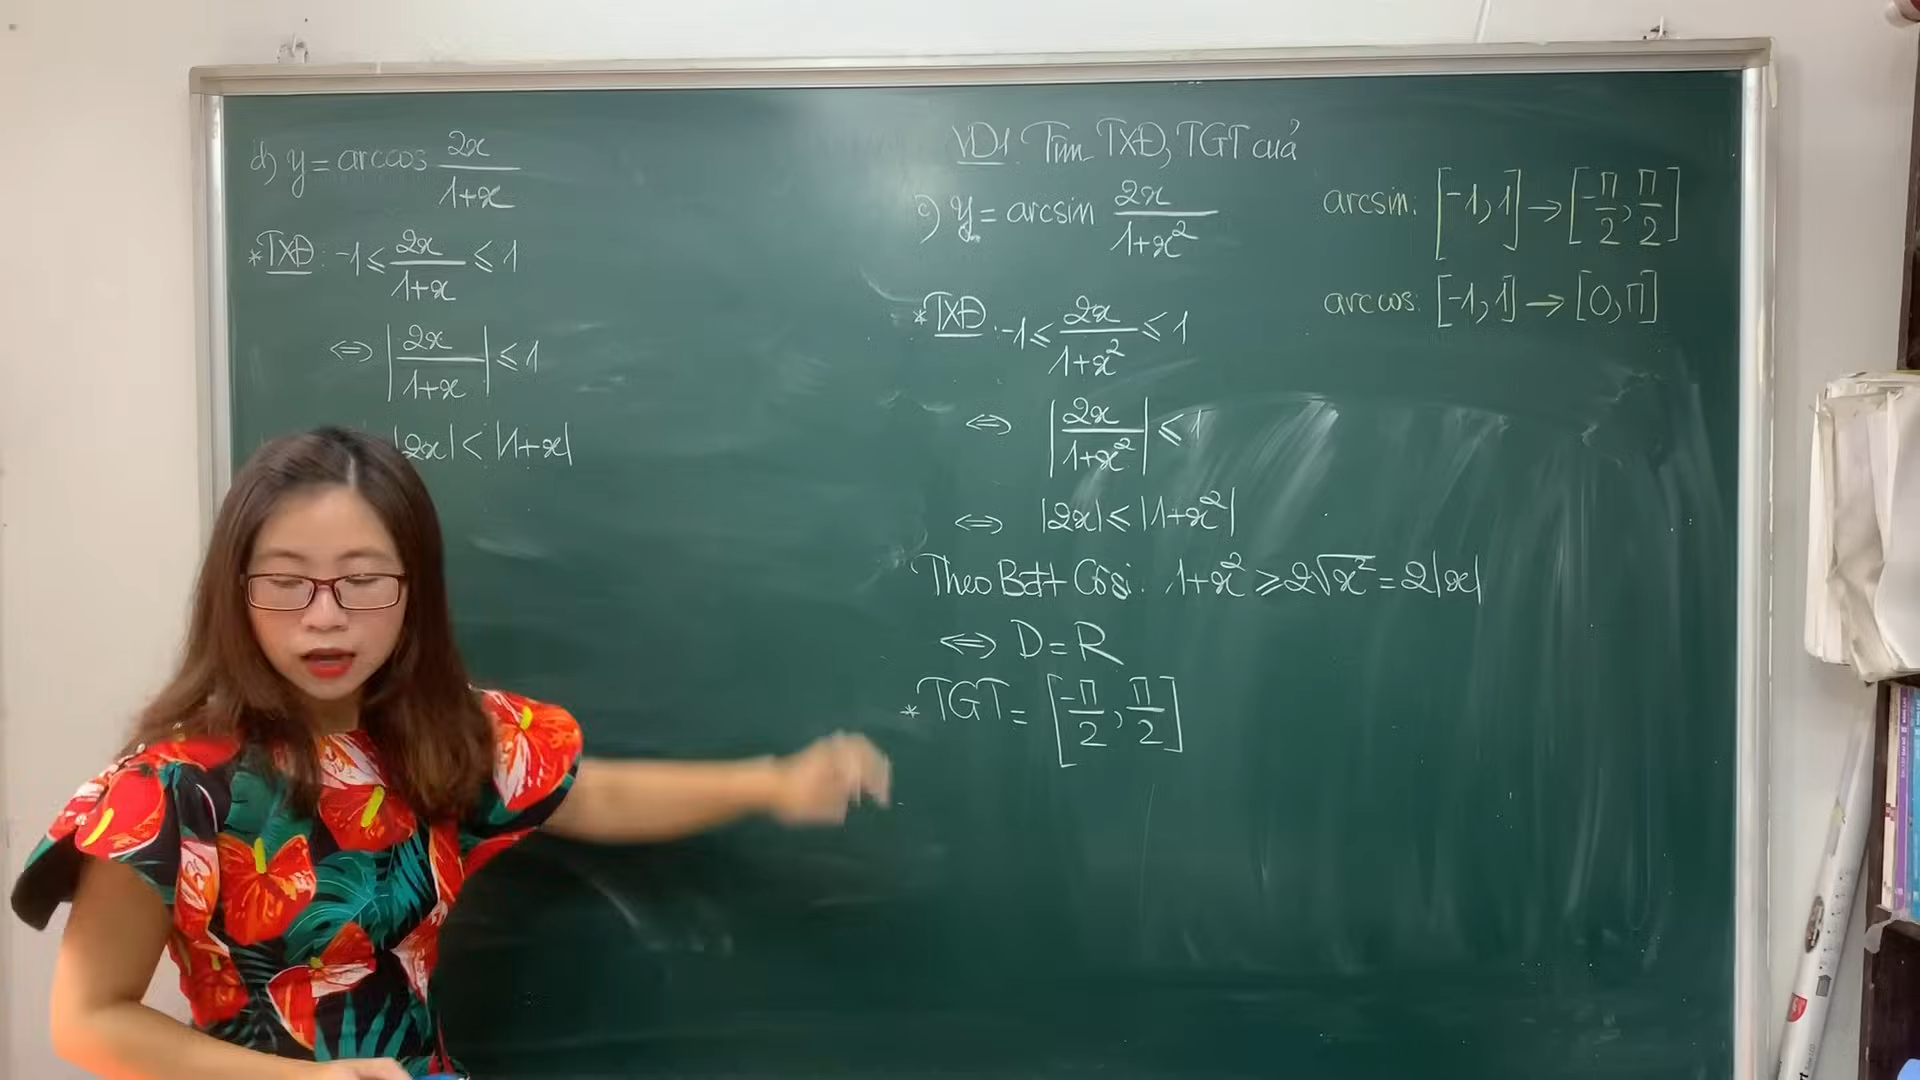 d) y = arccos 2x/(1+x)
* TXĐ: -1 ≤ 2x/(1+x) ≤ 1
⇔ |2x/(1+x)| ≤ 1
|2x| < |1+x|
VD1. Tìm TXĐ, TGT của
c) y = arcsin 2x/(1+x²)
* TXĐ: -1 ≤ 2x/(1+x²) ≤ 1
⇔ |2x/(1+x²)| ≤ 1
⇔ |2x| ≤ |1+x²|
Theo Bđt Côsi: 1+x² ≥ 2√x² = 2|x|
⇔ D = R
* TGT = [-π/2, π/2]
arcsin: [-1, 1] → [-π/2, π/2]
arccos: [-1, 1] → [0, π]